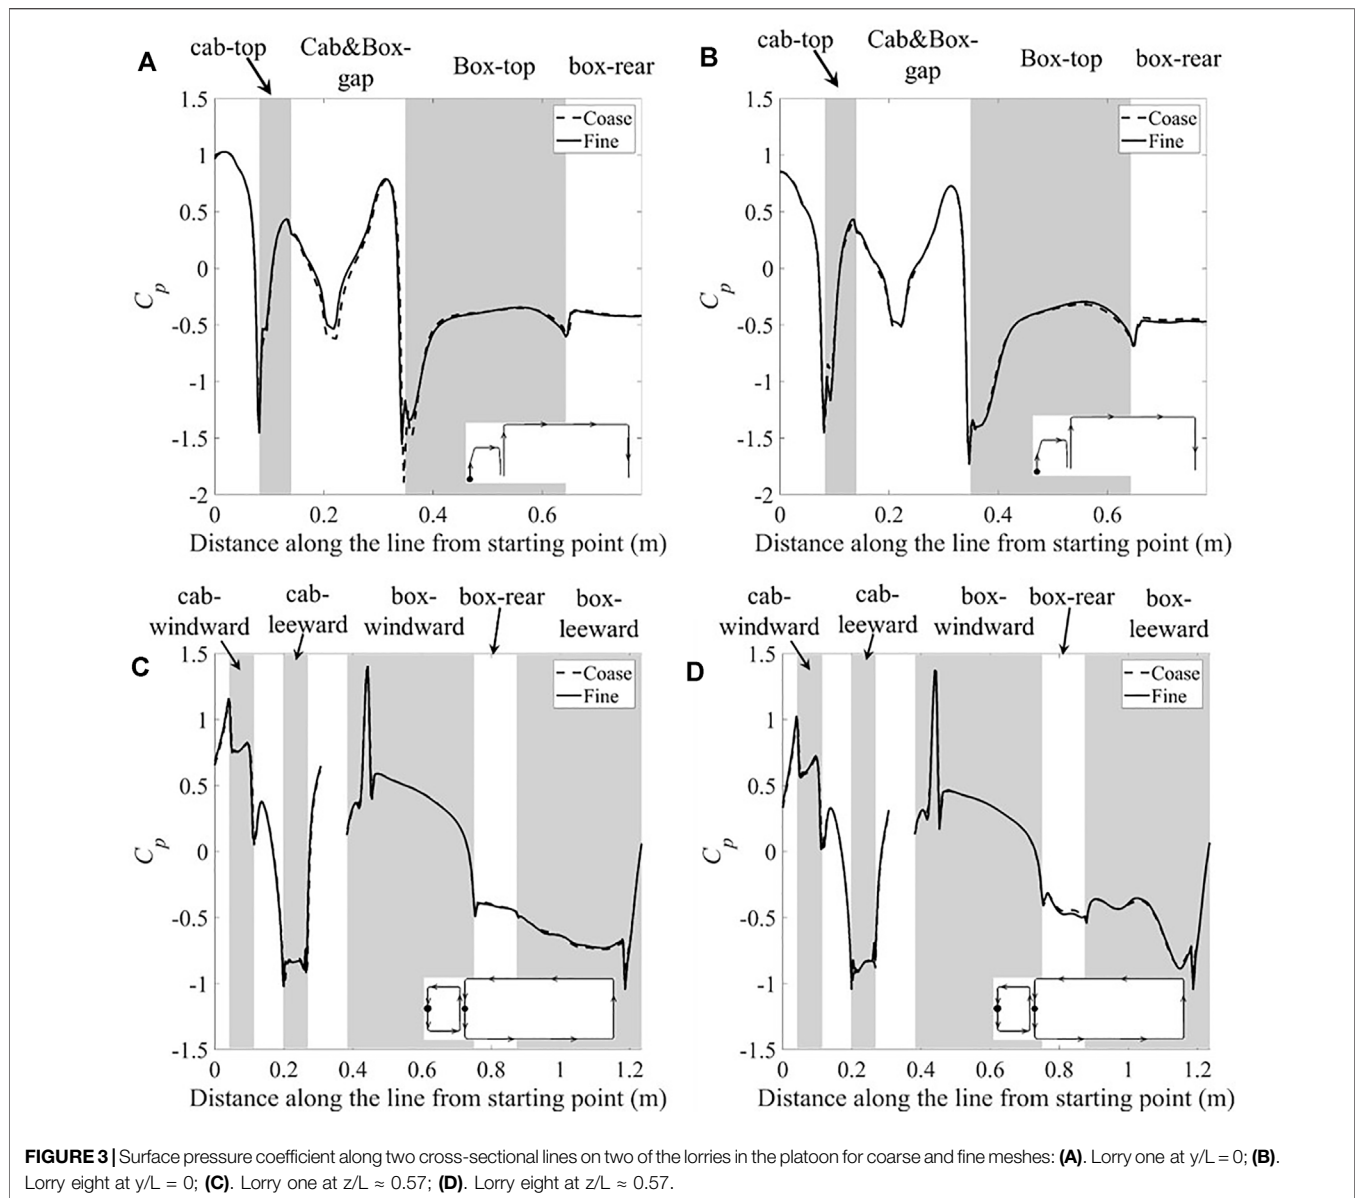 A
cab-top
Cab&Box-
gap
Box-top
box-rear
Coase
Fine
1.5
1
0.5
0
-0.5
-1
-1.5
-2
C_p
0
0.2
0.4
0.6
Distance along the line from starting point (m)
B
cab-top
Cab&Box-
gap
Box-top
box-rear
Coase
Fine
1.5
1
0.5
0
-0.5
-1
-1.5
-2
C_p
0
0.2
0.4
0.6
Distance along the line from starting point (m)
C
cab-
windward
cab-
leeward
box-
windward
box-rear
box-
leeward
Coase
Fine
1.5
1
0.5
0
-0.5
-1
-1.5
C_p
0
0.2
0.4
0.6
0.8
1
1.2
Distance along the line from starting point (m)
D
cab-
windward
cab-
leeward
box-
windward
box-rear
box-
leeward
Coase
Fine
1.5
1
0.5
0
-0.5
-1
-1.5
C_p
0
0.2
0.4
0.6
0.8
1
1.2
Distance along the line from starting point (m)
FIGURE 3 | Surface pressure coefficient along two cross-sectional lines on two of the lorries in the platoon for coarse and fine meshes: (A). Lorry one at y/L = 0; (B).
Lorry eight at y/L = 0; (C). Lorry one at z/L ≈ 0.57; (D). Lorry eight at z/L ≈ 0.57.